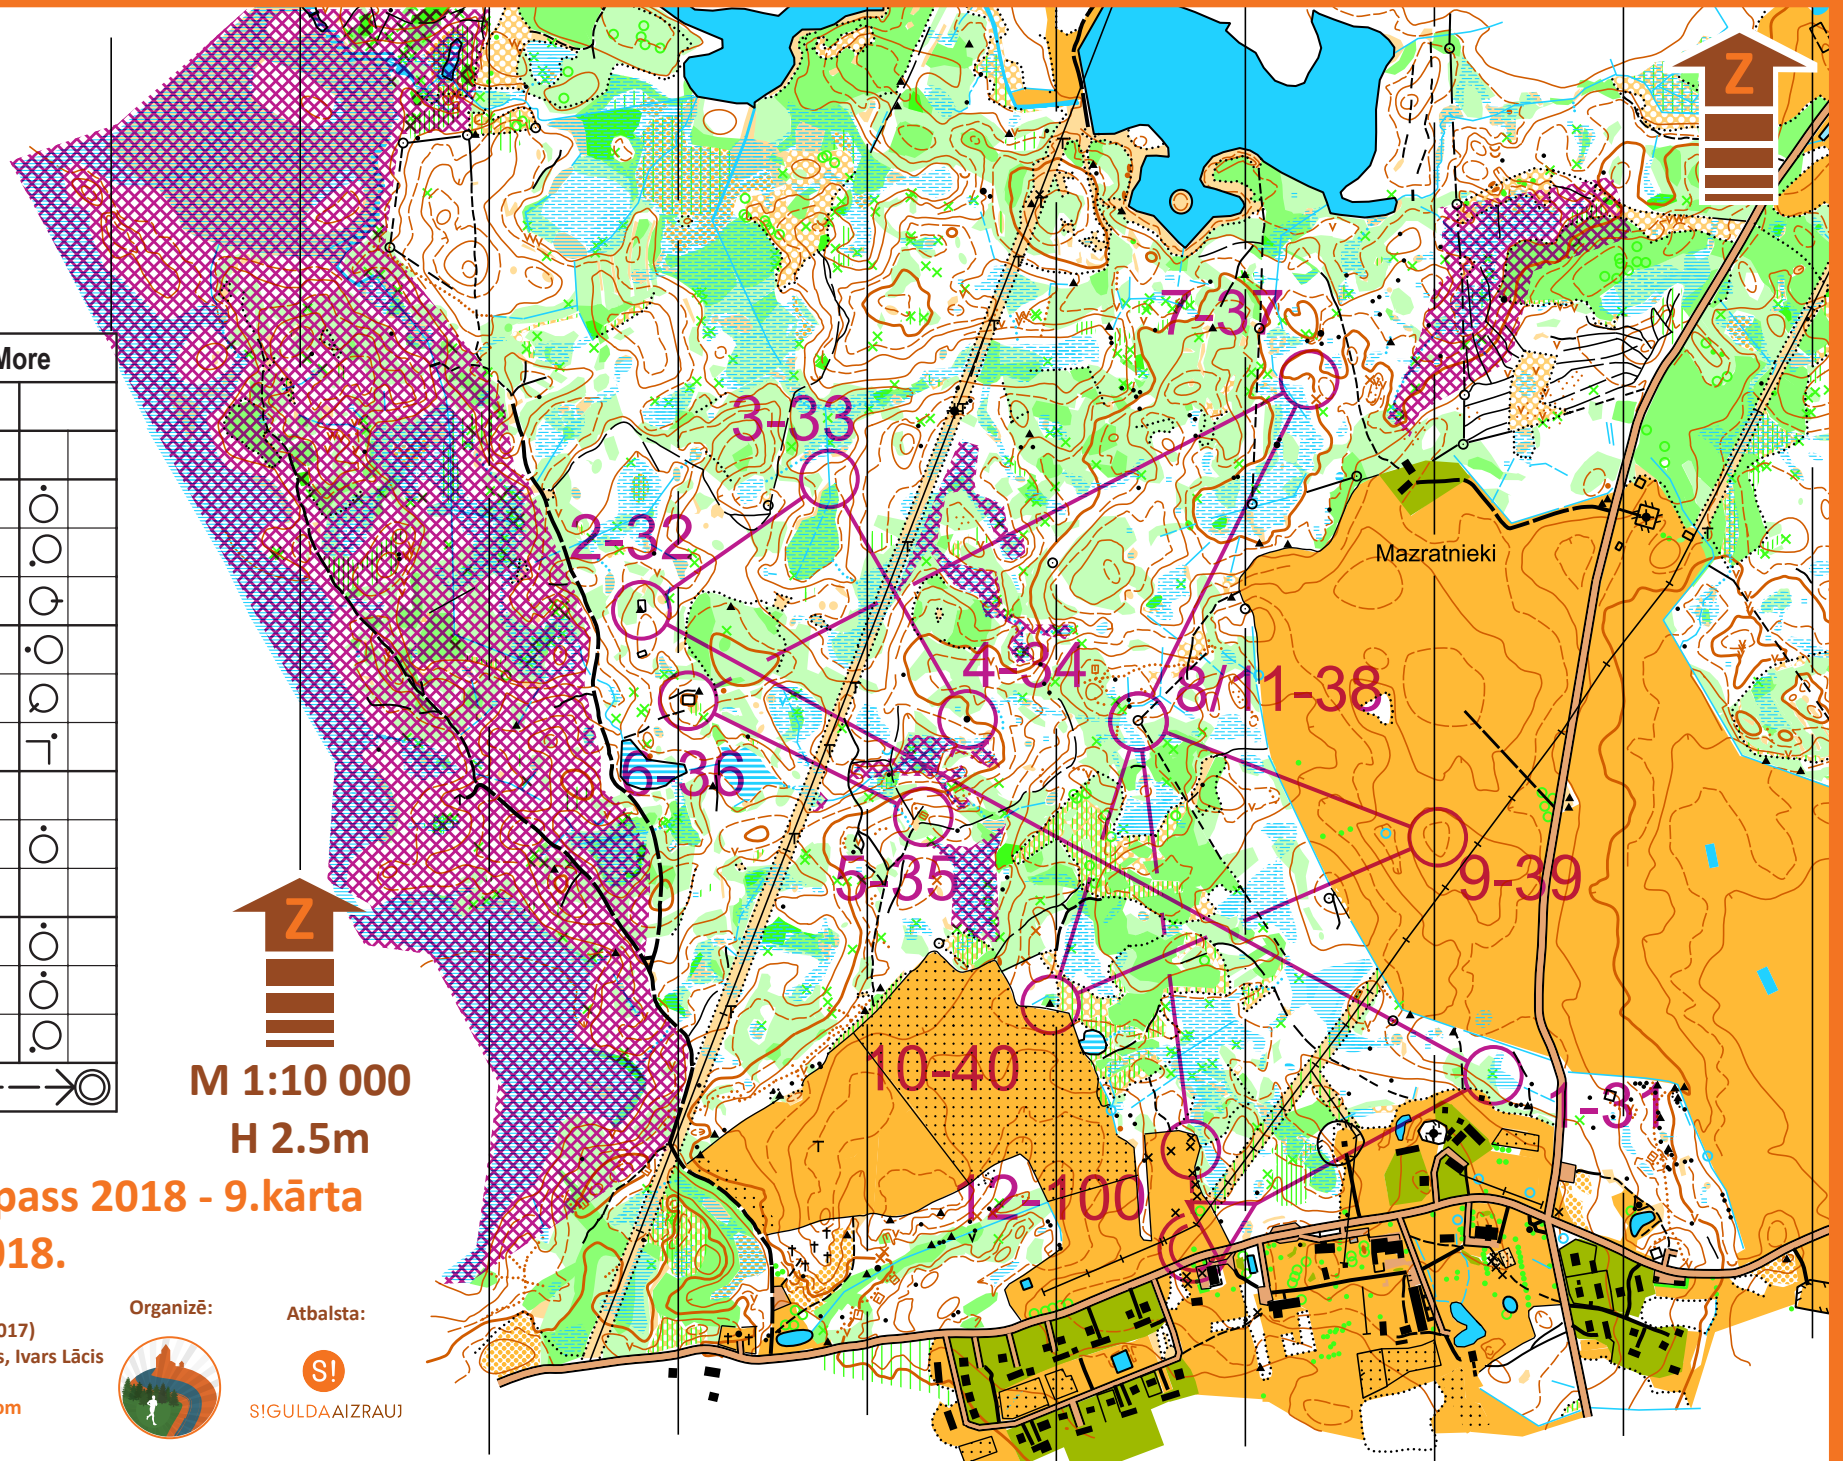 Z
7-37
More
3-33
2-32
Mazratnieki
4-34
8/11-38
6-36
5-35
9-39
Z
10-40
M 1:10 000
1-31
H 2.5m
pass 2018 - 9.kārta
12-100
018.
Organizē:
Atbalsta:
017)
s, Ivars Lācis
S!
om
S!GULDAAIZRAUJ